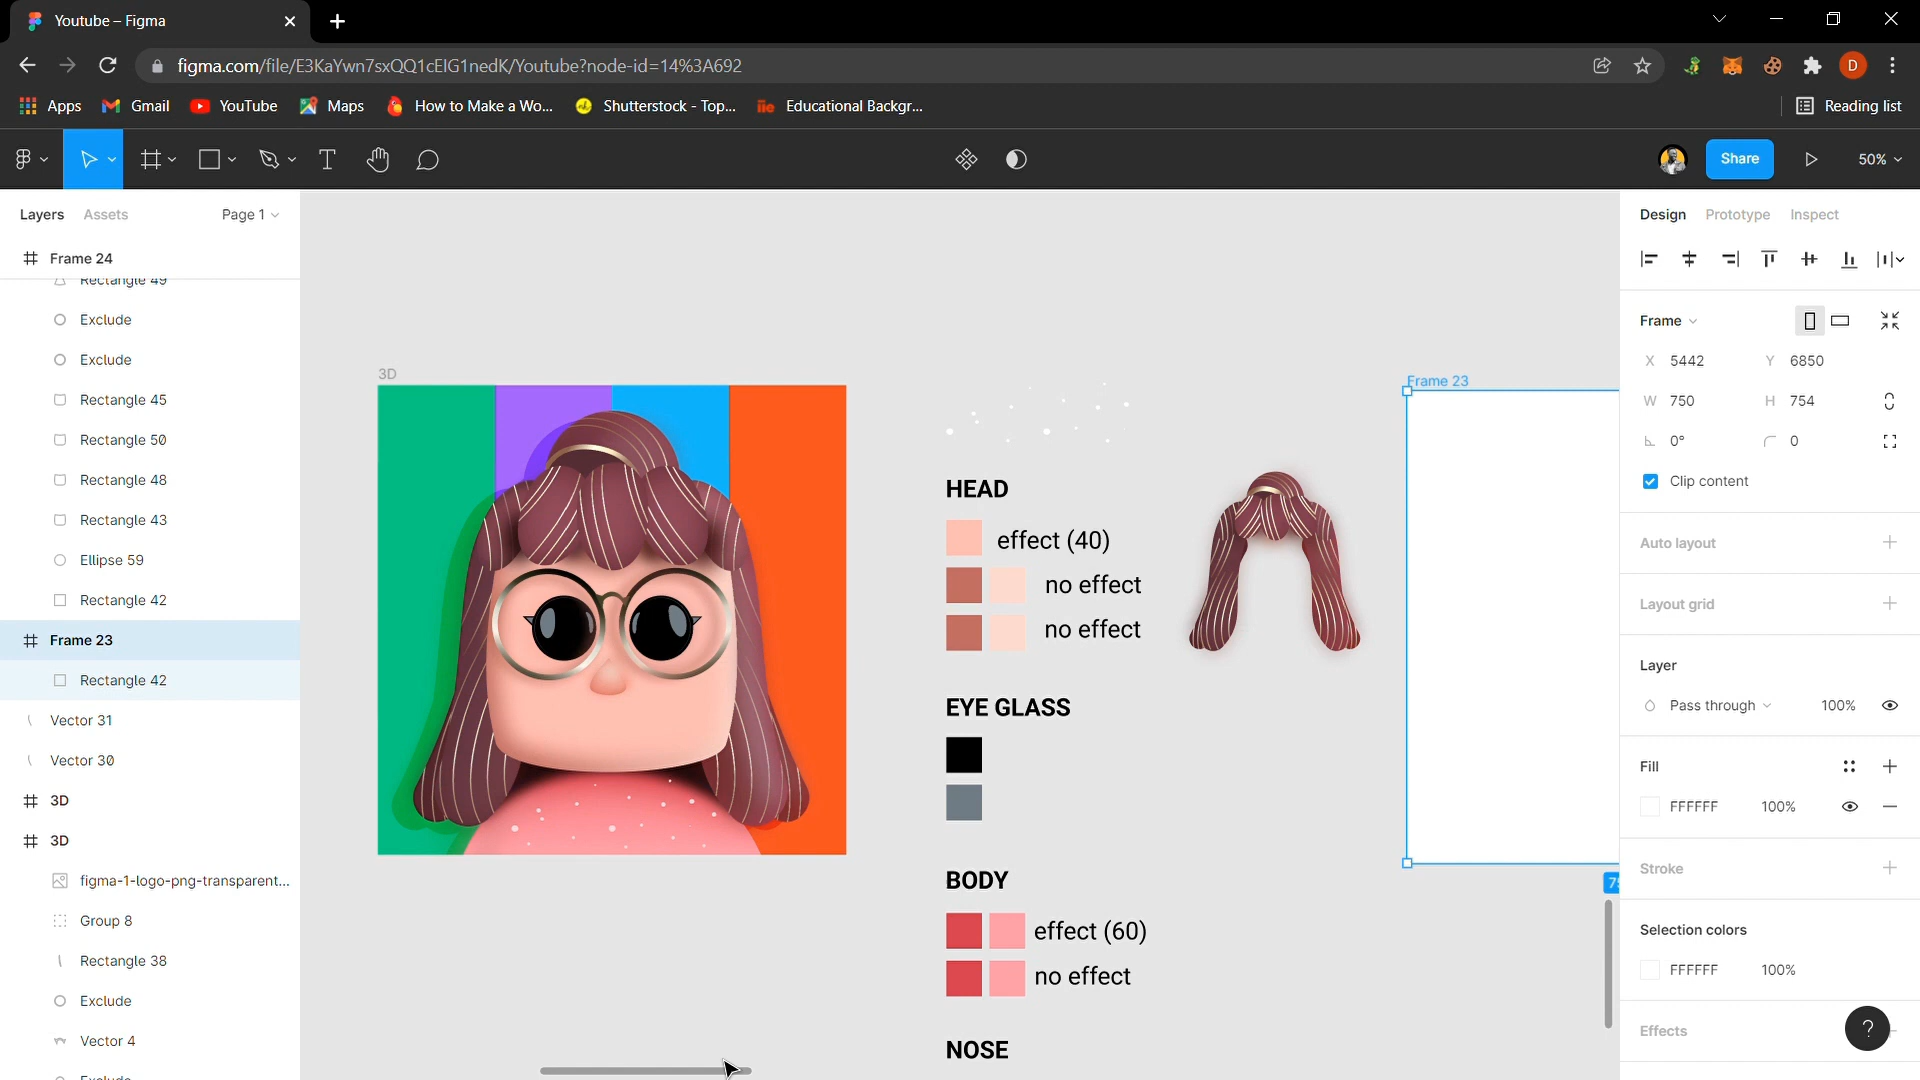 Youtube – Figma
figma.com/file/E3KaYwn7sxQQ1cEIG1nedK/Youtube?node-id=14%3A692
D
Apps
Gmail
YouTube
Maps
How to Make a Wo...
Shutterstock - Top...
Educational Backgr...
Reading list
Share
50%
Layers
Assets
Page 1
Frame 24
Rectangle 49
Exclude
Exclude
Rectangle 45
Rectangle 50
Rectangle 48
Rectangle 43
Ellipse 59
Rectangle 42
Frame 23
Rectangle 42
Vector 31
Vector 30
3D
3D
figma-1-logo-png-transparent...
Group 8
Rectangle 38
Exclude
Vector 4
Exclude
3D
HEAD
effect (40)
no effect
no effect
EYE GLASS
BODY
effect (60)
no effect
NOSE
Frame 23
Design
Prototype
Inspect
Frame
X 5442
Y 6850
W 750
H 754
0°
0
Clip content
Auto layout
Layout grid
Layer
Pass through
100%
Fill
FFFFFF
100%
Stroke
Selection colors
FFFFFF
100%
Effects
?